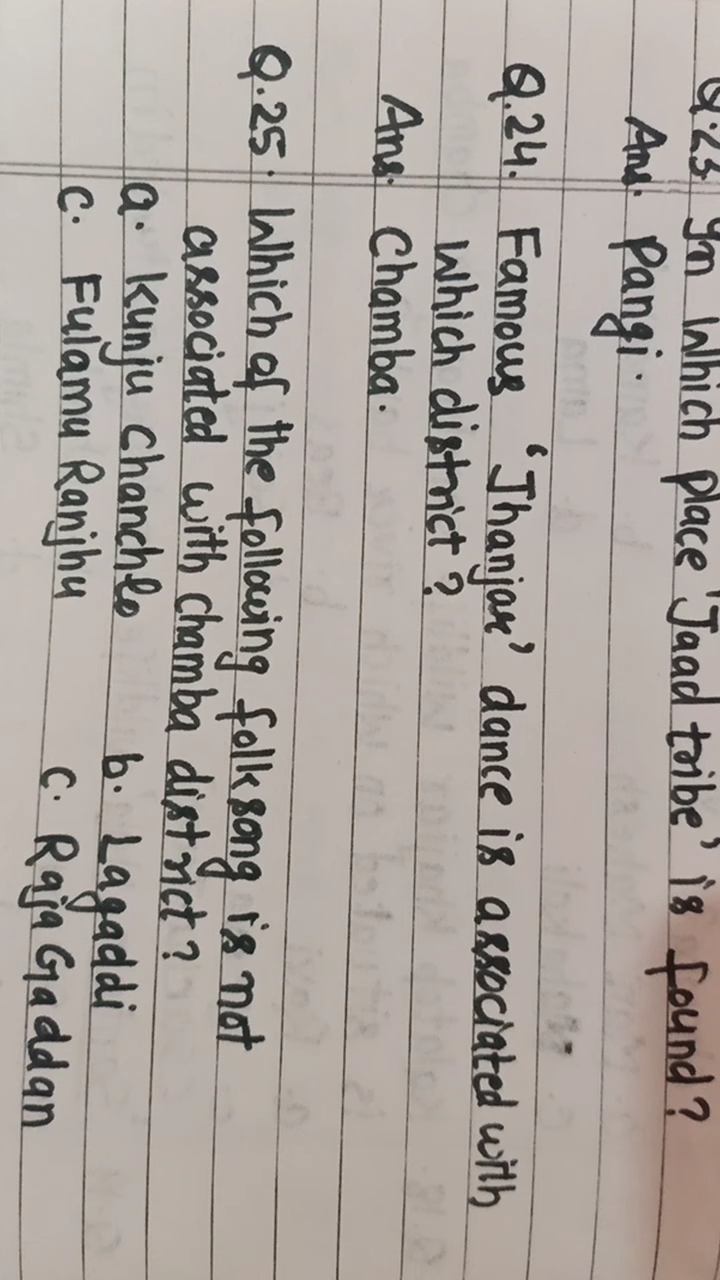 Q.23. In Which place 'Jaad tribe' is found?
Ans. Pangi.
Q.24. Famous 'Jhanjar' dance is associated with
which district?
Ans. Chamba.
Q.25. Which of the following folk song is not
associated with chamba district?
a. Kunju Chanchlo b. Lagaddi
c. Fulamu Ranjhu c. Raja Gaddan